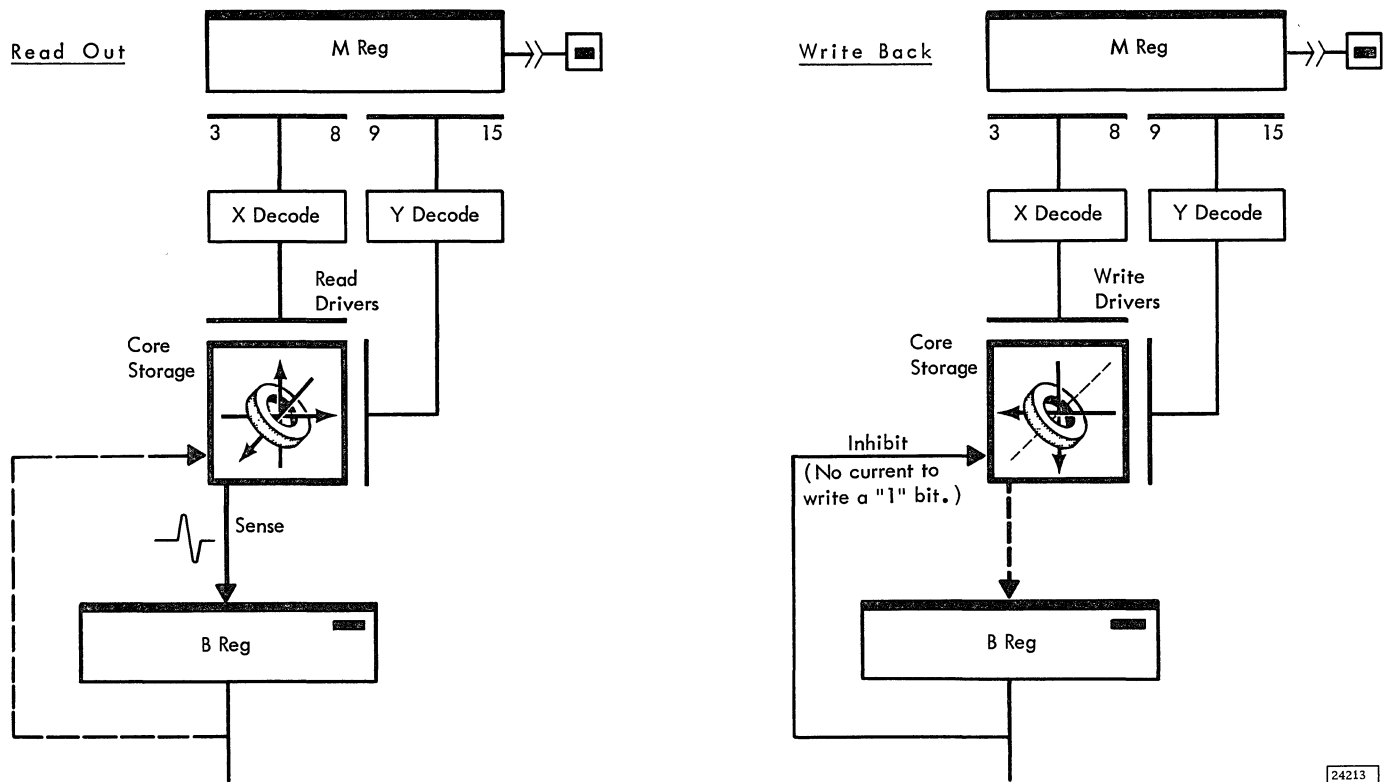 Read Out
M Reg
3 8 9 15
X Decode Y Decode
Read
Drivers
Core
Storage
Sense
B Reg
Write Back
M Reg
3 8 9 15
X Decode Y Decode
Write
Drivers
Core
Storage
Inhibit
(No current to
write a "1" bit.)
B Reg
24213